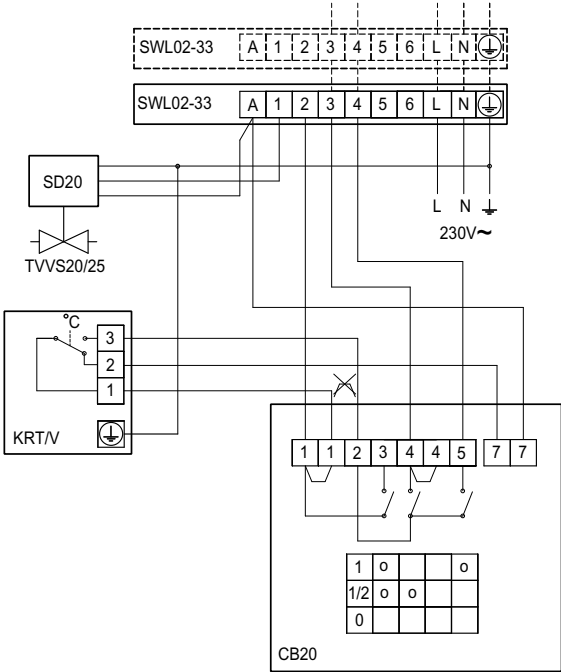 SWL02-33 A 1 2 3 4 5 6 L N
SWL02-33 A 1 2 3 4 5 6 L N
SD20
L N
230V~
TVVS20/25
°C
3
2
1
KRT/V
1 1 2 3 4 4 5 7 7
1 o o
1/2 o o
0
CB20